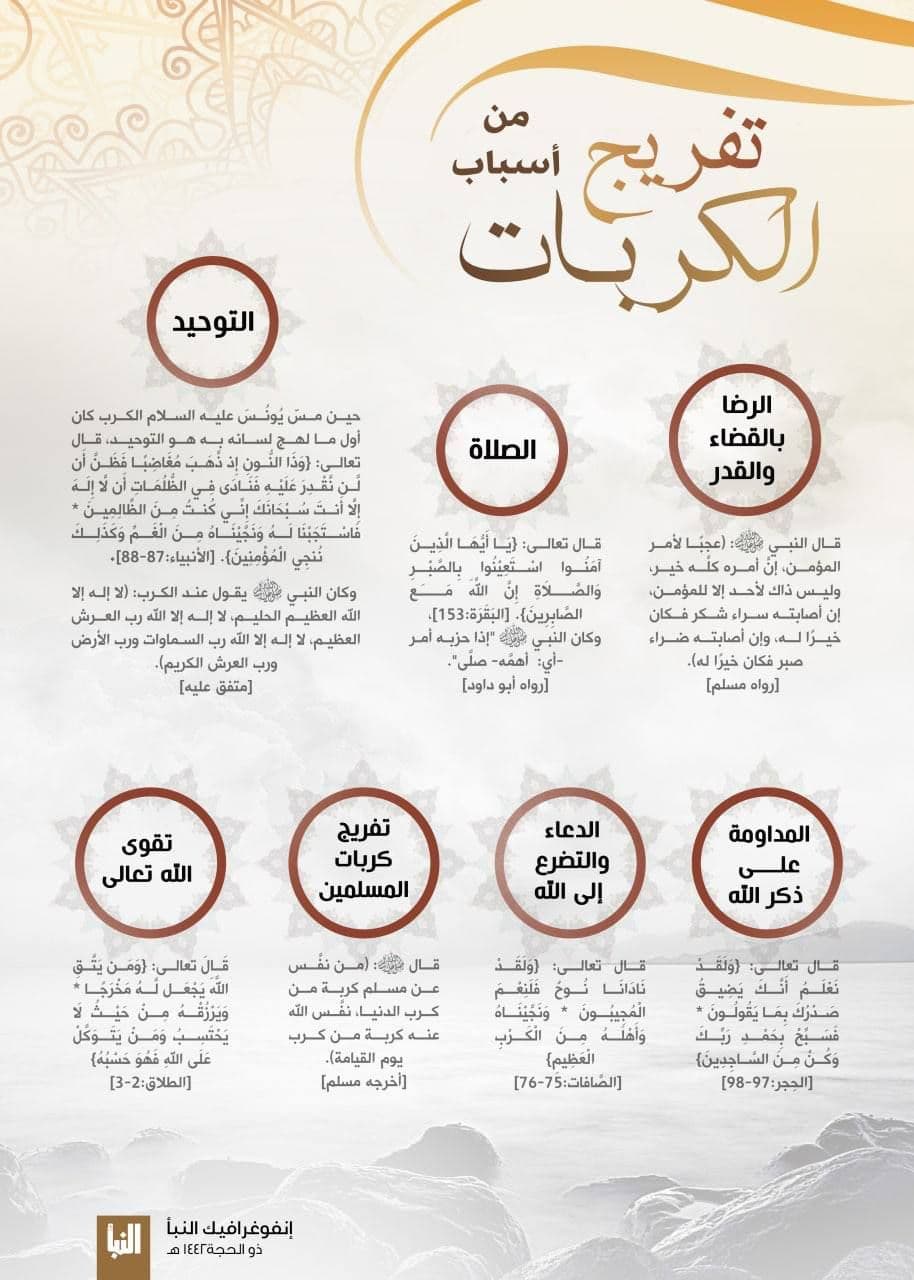 من
أسباب
تفريج
الكربات
التوحيد
حين مسّ يُونُسَ عليه السلام الكرب كان
أول ما لهج لسانه به هو التوحيد، قال
تعالى: {وَذَا النُّونِ إِذ ذَّهَبَ مُغَاضِبًا فَظَنَّ أَن
لَّن نَّقْدِرَ عَلَيْهِ فَنَادَى فِي الظُّلُمَاتِ أَن لَّا إِلَهَ
إِلَّا أَنتَ سُبْحَانَكَ إِنِّي كُنتُ مِنَ الظَّالِمِينَ *
فَاسْتَجَبْنَا لَهُ وَنَجَّيْنَاهُ مِنَ الْغَمِّ وَكَذَلِكَ
نُنجِي الْمُؤْمِنِينَ}. [الأنبياء:87-88].
وكان النبي ﷺ يقول عند الكرب: (لا إله إلا
الله العظيم الحليم، لا إله إلا الله رب العرش
العظيم، لا إله إلا الله رب السماوات ورب الأرض
ورب العرش الكريم).
[متفق عليه]
الصلاة
قال تعالى: {يَا أَيُّهَا الَّذِينَ
آمَنُوا اسْتَعِينُوا بِالصَّبْرِ
وَالصَّلَاةِ إِنَّ اللَّهَ مَعَ
الصَّابِرِينَ}. [البَقَرَة:153]،
وكان النبي ﷺ "إذا حزبه أمر
-أي: أهمَّه- صلَّى".
[رواه أبو داود]
الرضا
بالقضاء
والقدر
قال النبي ﷺ: (عجبًا لأمر
المؤمن، إنَّ أمره كلَّه خير،
وليس ذاك لأحد إلا للمؤمن،
إن أصابته سراء شكر فكان
خيرًا له، وإن أصابته ضراء
صبر فكان خيرًا له).
[رواه مسلم]
المداومة
علـــى
ذكر الله
قال تعالى: {وَلَقَدْ
نَعْلَمُ أَنَّكَ يَضِيقُ
صَدْرُكَ بِمَا يَقُولُونَ *
فَسَبِّحْ بِحَمْدِ رَبِّكَ
وَكُنْ مِنَ السَّاجِدِينَ}
[الحِجر:97-98]
الدعاء
والتضرع
إلى الله
قال تعالى: {وَلَقَدْ
نَادَانَا نُوحٌ فَلَنِعْمَ
الْمُجِيبُونَ * وَنَجَّيْنَاهُ
وَأَهْلَهُ مِنَ الْكَرْبِ
الْعَظِيمِ}
[الصَّافات:75-76]
تفريج
كربات
المسلمين
قال ﷺ: (من نفَّس
عن مسلم كربة من
كرب الدنيا، نفَّس الله
عنه كربة من كرب
يوم القيامة).
[أخرجه مسلم]
تقوى
الله تعالى
قَالَ تعالى: {وَمَن يَتَّقِ
اللَّهَ يَجْعَل لَّهُ مَخْرَجًا *
وَيَرْزُقْهُ مِنْ حَيْثُ لَا
يَحْتَسِبُ وَمَنْ يَتَوَكَّلْ
عَلَى اللَّهِ فَهُوَ حَسْبُهُ}
[الطلاق:2-3]
إنفوغرافيك النبأ
ذو الحجة ١٤٤٢ هـ
النبأ